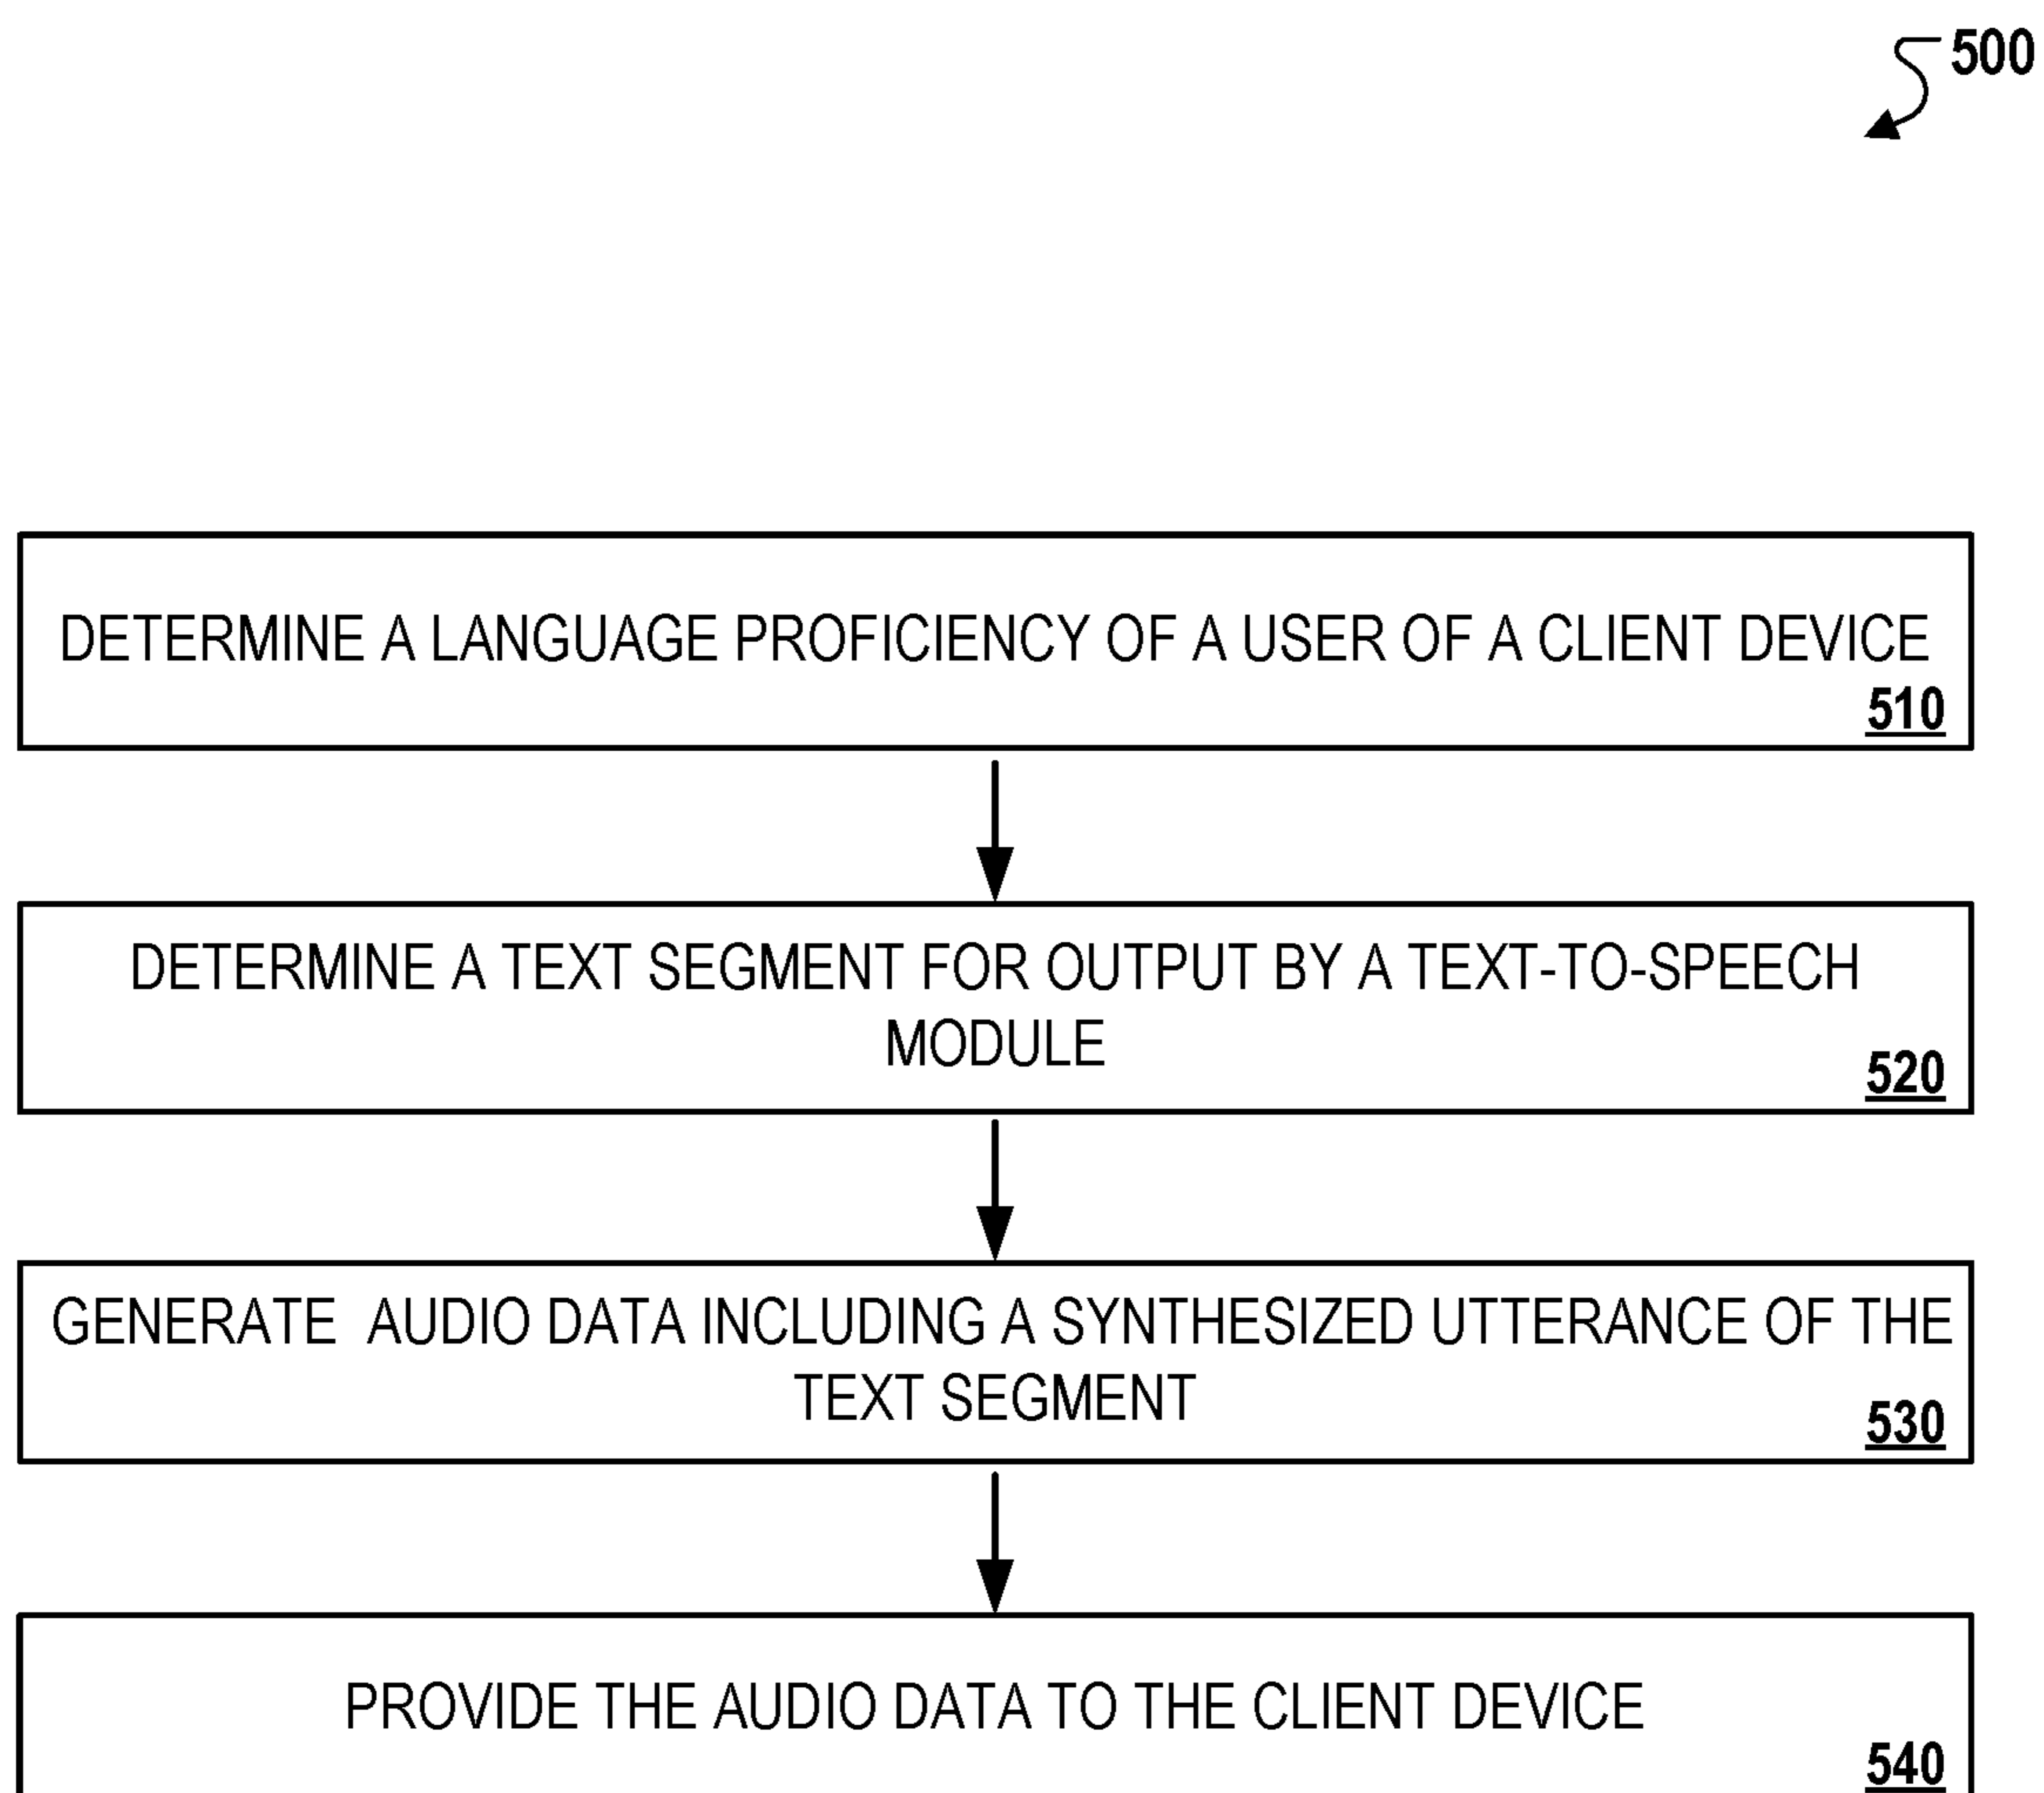 500
DETERMINE A LANGUAGE PROFICIENCY OF A USER OF A CLIENT DEVICE
510
DETERMINE A TEXT SEGMENT FOR OUTPUT BY A TEXT-TO-SPEECH
MODULE
520
GENERATE AUDIO DATA INCLUDING A SYNTHESIZED UTTERANCE OF THE
TEXT SEGMENT
530
PROVIDE THE AUDIO DATA TO THE CLIENT DEVICE
540